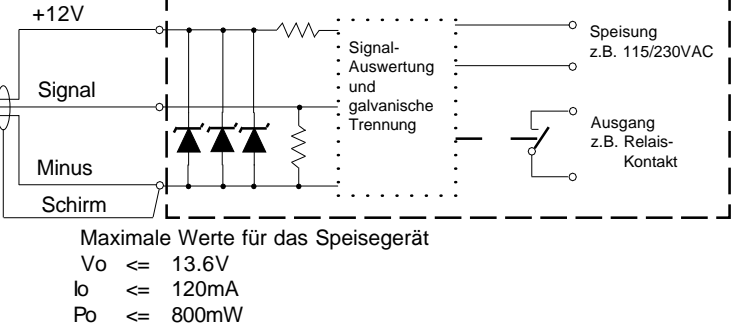 +12V
Signal
Minus
Schirm
Signal-
Auswertung
und
galvanische
Trennung
Speisung
z.B. 115/230VAC
Ausgang
z.B. Relais-
Kontakt
Maximale Werte für das Speisegerät
Vo <= 13.6V
Io <= 120mA
Po <= 800mW